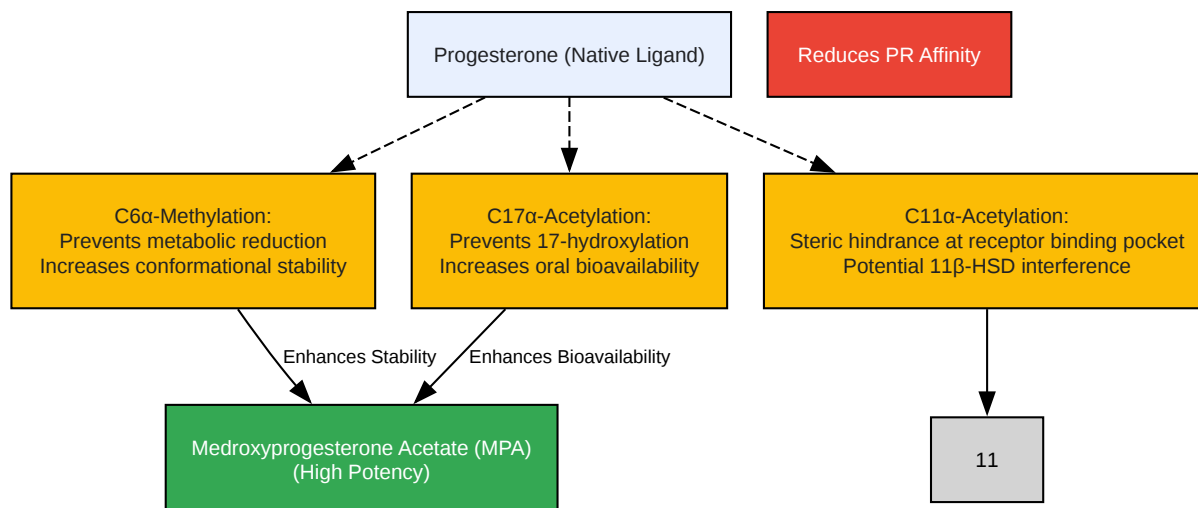 Progesterone (Native Ligand)
Reduces PR Affinity
C6α-Methylation:
Prevents metabolic reduction
Increases conformational stability
C17α-Acetylation:
Prevents 17-hydroxylation
Increases oral bioavailability
C11α-Acetylation:
Steric hindrance at receptor binding pocket
Potential 11β-HSD interference
Enhances Stability
Enhances Bioavailability
Medroxyprogesterone Acetate (MPA)
(High Potency)
11